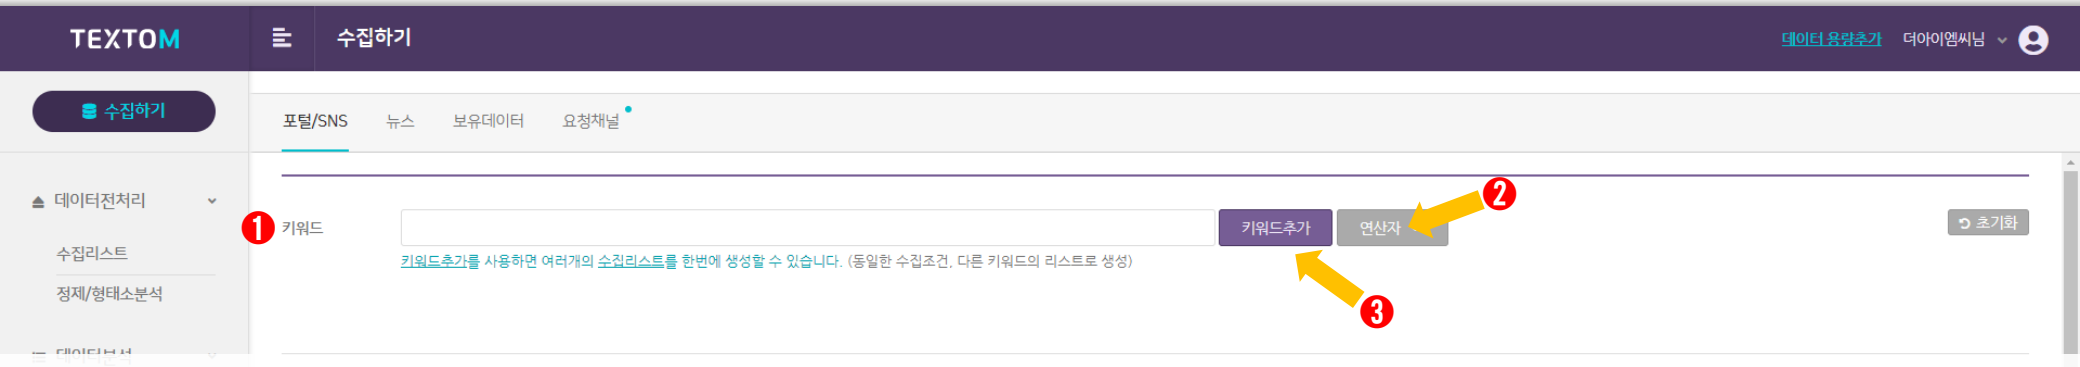 TEXTOM
수집하기
데이터 용량추가
더아이엠씨님
수집하기
포털/SNS
뉴스
보유데이터
요청채널
데이터전처리
수집리스트
정제/형태소분석
데이터분석
1
키워드
키워드추가
연산자
2
초기화
키워드추가를 사용하면 여러개의 수집리스트를 한번에 생성할 수 있습니다. (동일한 수집조건, 다른 키워드의 리스트로 생성)
3